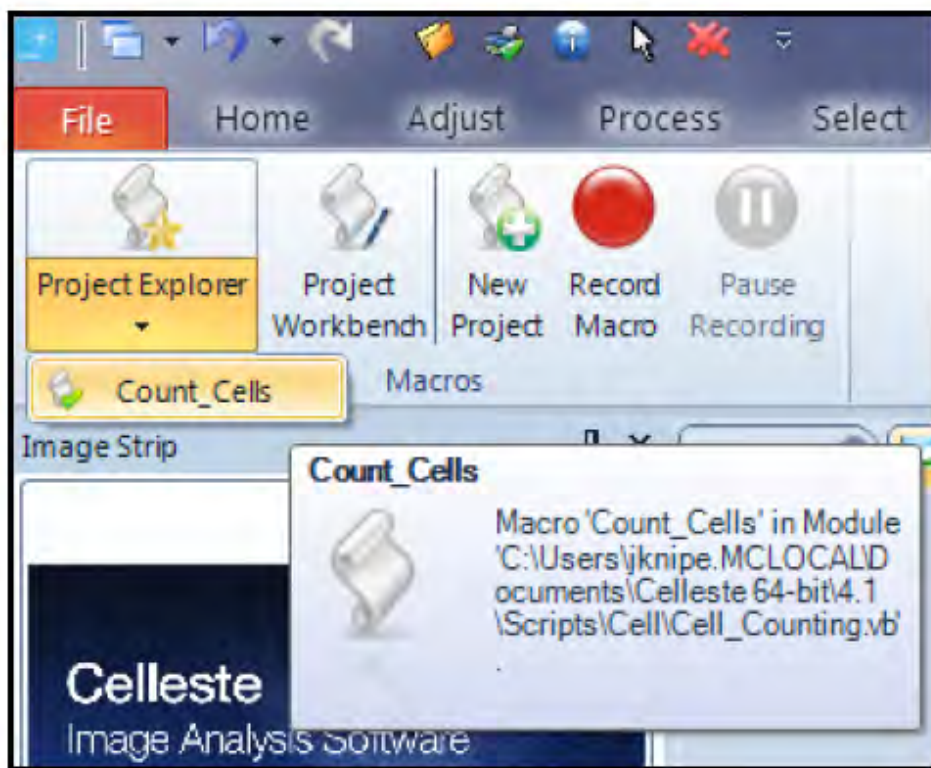 File Home Adjust Process Select
Project Explorer
Project Workbench
New Project
Record Macro
Pause Recording
Count_Cells
Macros
Image Strip
Count_Cells
Macro 'Count_Cells' in Module
'C:\Users\jknipe.MCLOCAL\D
ocuments\Celleste 64-bit\4.1
\Scripts\Cell\Cell_Counting.vb'
.
Celleste
Image Analysis Software